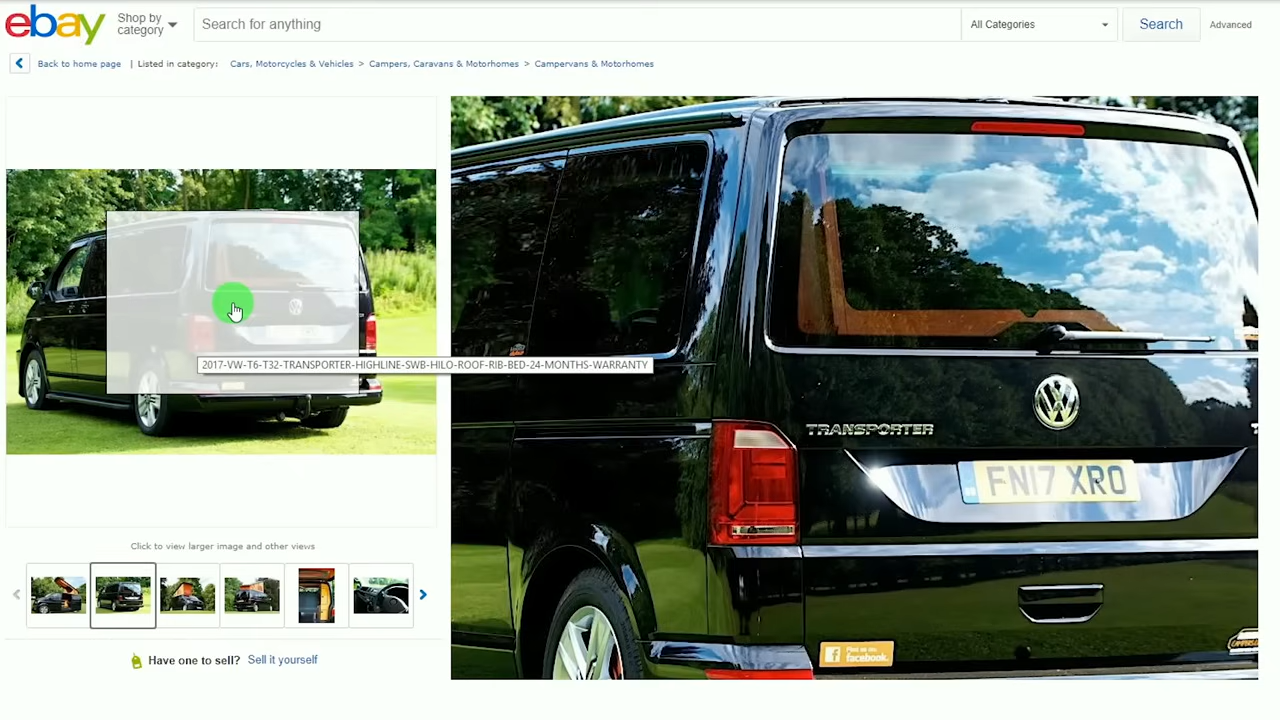 ebay
Shop by category
Search for anything
All Categories
Search
Advanced
Back to home page | Listed in category: Cars, Motorcycles & Vehicles > Campers, Caravans & Motorhomes > Campervans & Motorhomes
2017-VW-T6-T32-TRANSPORTER-HIGHLINE-SWB-HILO-ROOF-RIB-BED-24-MONTHS-WARRANTY
TRANSPORTER
FN17 XRO
Find us on
facebook.
Click to view larger image and other views
Have one to sell? Sell it yourself